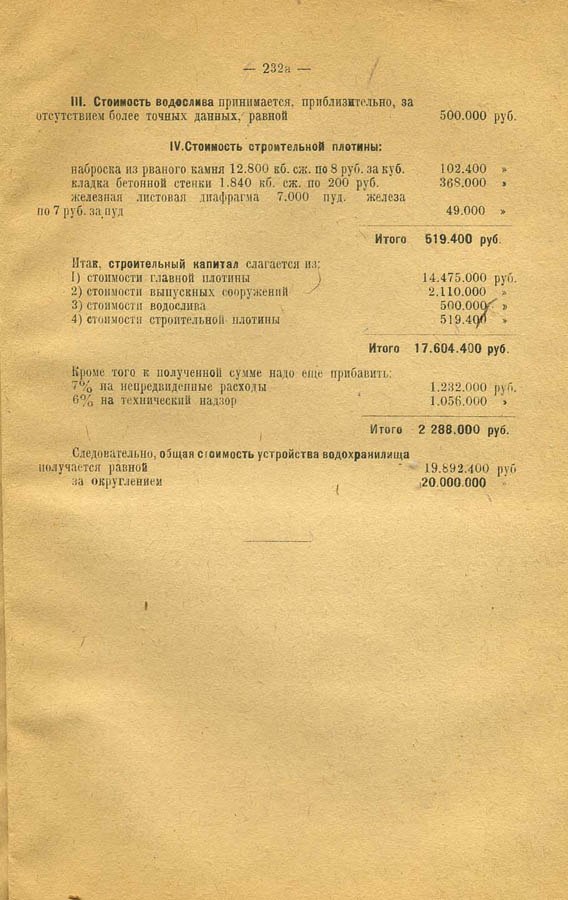 — 232а —
III. Стоимость водослива принимается, приблизительно, за
отсутствием более точных данных, равной 500.000 руб.
IV. Стоимость строительной плотины:
наброска из рваного камня 12.800 кб. сж. по 8 руб. за куб. 102.400 »
кладка бетонной стенки 1.840 кб. сж. по 200 руб. 368.000 »
железная листовая диафрагма 7.000 пуд. железа
по 7 руб. за пуд 49.000 »
Итого 519.400 руб.
Итак, строительный капитал слагается из:
1) стоимости главной плотины 14.475.000 руб.
2) стоимости выпускных сооружений 2.110.000 »
3) стоимости водослива 500.000 »
4) стоимости строительной плотины 519.400 »
Итого 17.604.400 руб.
Кроме того к полученной сумме надо еще прибавить:
7% на непредвиденные расходы 1.232.000 руб.
6% на технический надзор 1.056.000 »
Итого 2 288.000 руб.
Следовательно, общая стоимость устройства водохранилища
получается равной 19.892.400 руб
за округлением 20.000.000 »